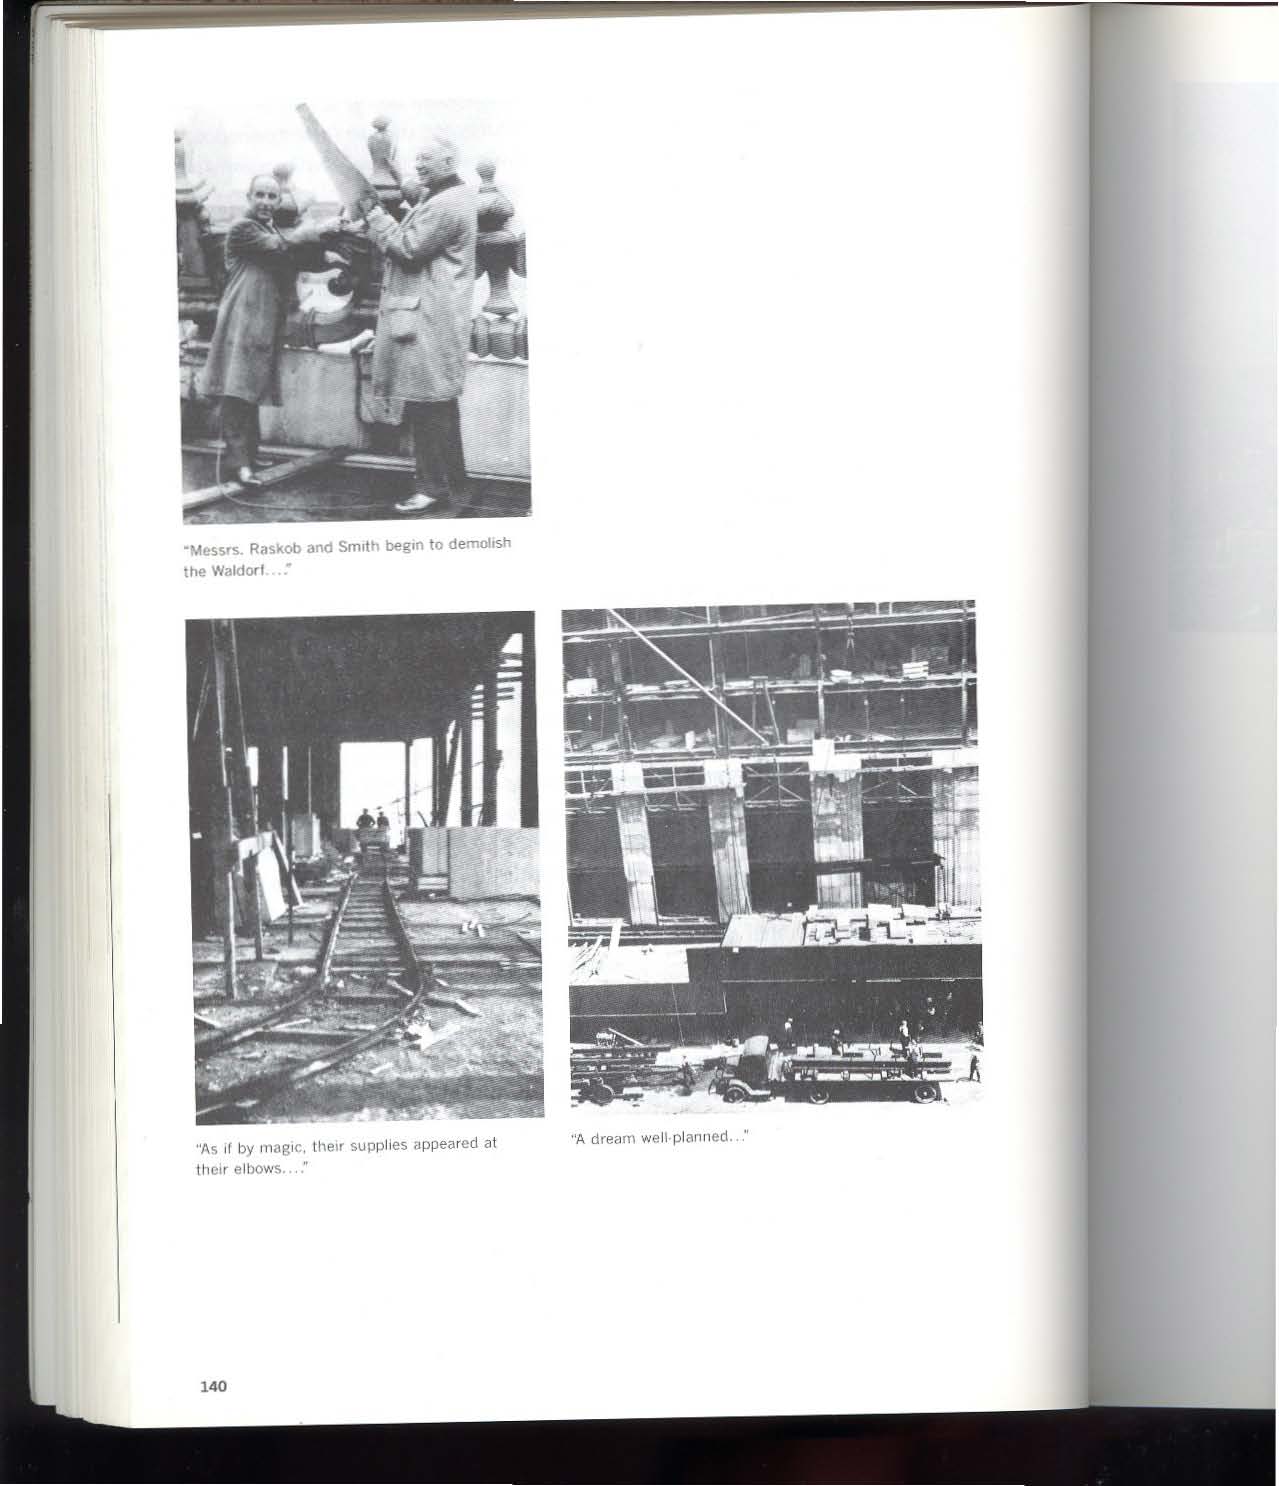 "Messrs. Raskob and Smith begin to demolish
the Waldorf...."
"As if by magic, their supplies appeared at
their elbows...."
"A dream well-planned..."
140